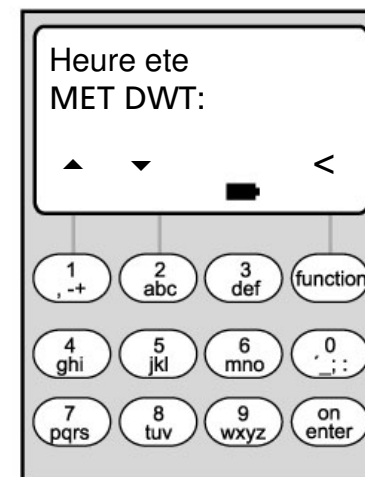 Heure ete
MET DWT:
<
1 2 3 function
, -+ abc def
4 5 6 0
ghi jkl mno ´_; :
7 8 9 on
pqrs tuv wxyz enter